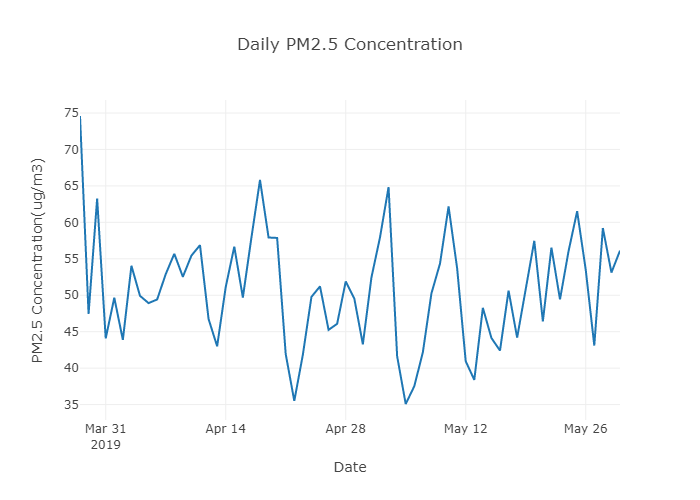 Daily PM2.5 Concentration
75
70
65
60
55
50
45
40
35
PM2.5 Concentration(ug/m3)
Mar 31
2019
Apr 14
Apr 28
May 12
May 26
Date